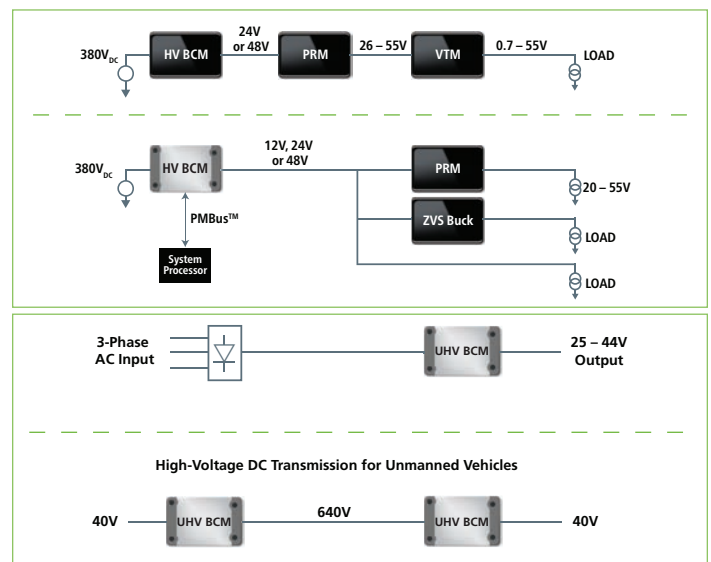 24V
or 48V
380V DC
HV BCM
PRM
26 – 55V
VTM
0.7 – 55V
LOAD
12V, 24V
or 48V
380V DC
HV BCM
PRM
20 – 55V
PMBus™
ZVS Buck
LOAD
System
Processor
LOAD
3-Phase
AC Input
UHV BCM
25 – 44V
Output
High-Voltage DC Transmission for Unmanned Vehicles
40V
UHV BCM
640V
UHV BCM
40V